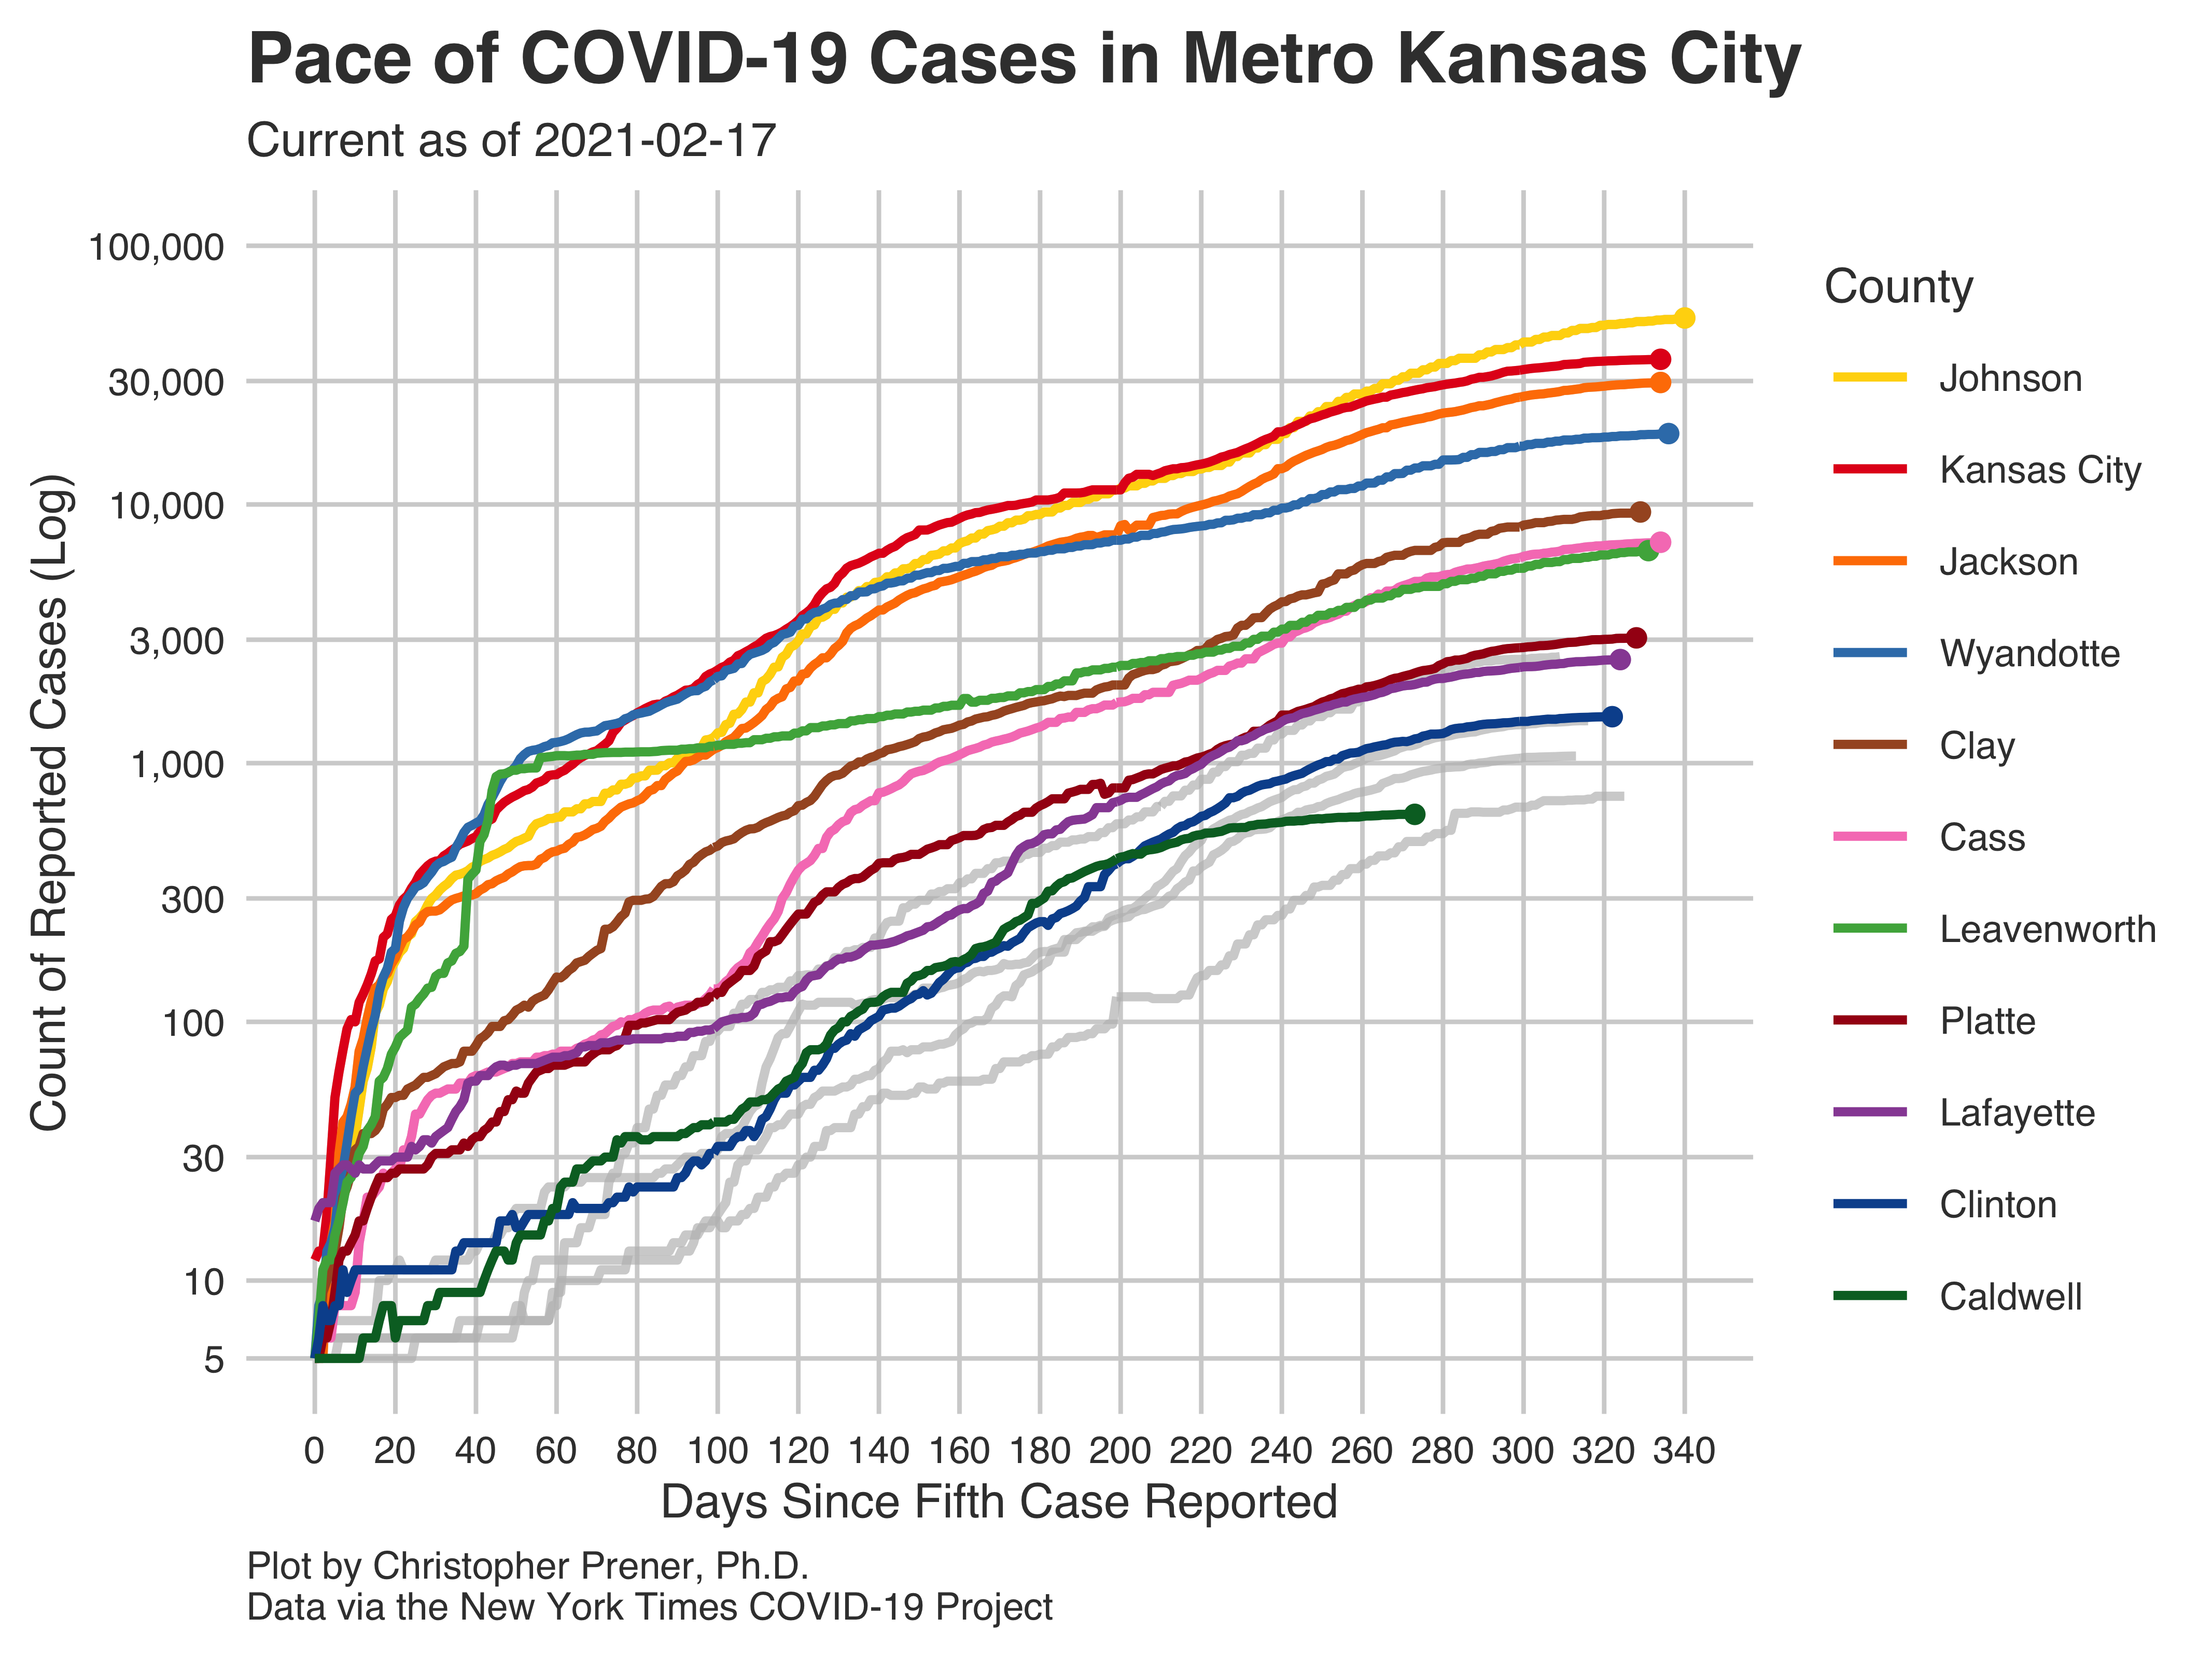 Pace of COVID-19 Cases in Metro Kansas City
Current as of 2021-02-17
Count of Reported Cases (Log)
100,000
30,000
10,000
3,000
1,000
300
100
30
10
5
0 20 40 60 80 100 120 140 160 180 200 220 240 260 280 300 320 340
Days Since Fifth Case Reported
County
Johnson
Kansas City
Jackson
Wyandotte
Clay
Cass
Leavenworth
Platte
Lafayette
Clinton
Caldwell
Plot by Christopher Prener, Ph.D.
Data via the New York Times COVID-19 Project